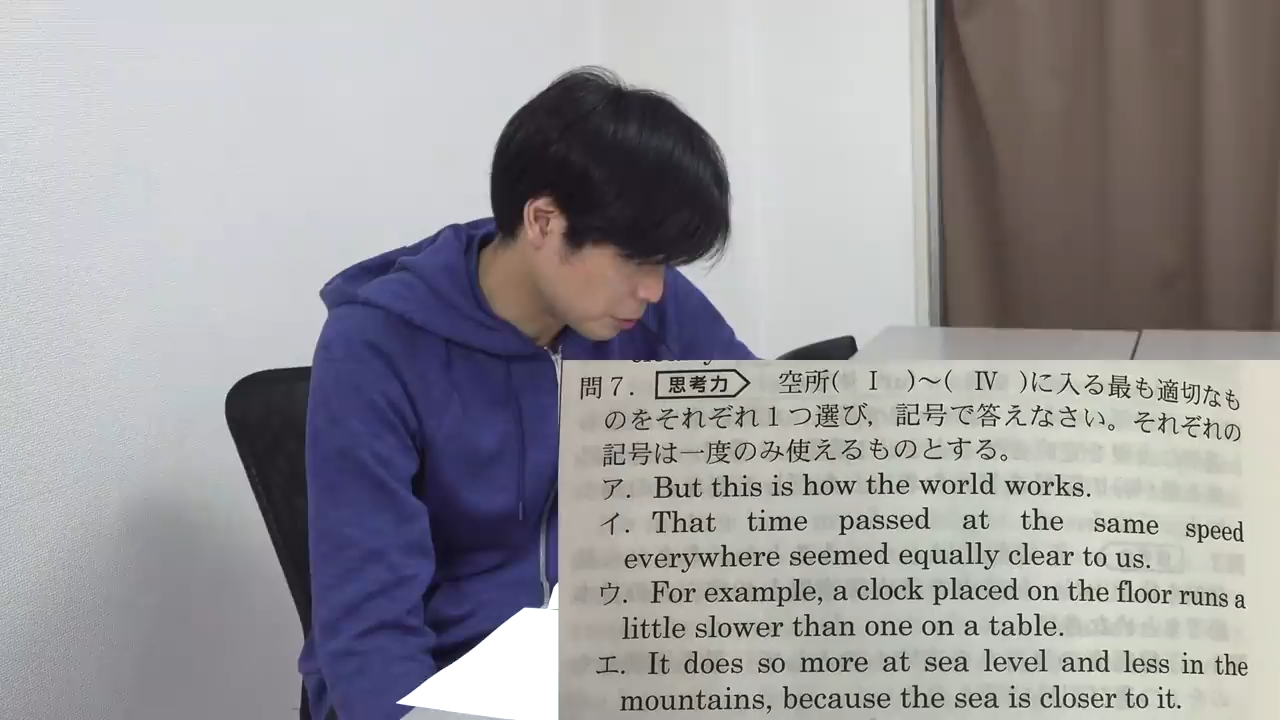 問7. 思考力 空所( Ⅰ )～( Ⅳ )に入る最も適切なも
のをそれぞれ1つ選び,記号で答えなさい。それぞれの
記号は一度のみ使えるものとする。
ア. But this is how the world works.
イ. That time passed at the same speed
everywhere seemed equally clear to us.
ウ. For example, a clock placed on the floor runs a
little slower than one on a table.
エ. It does so more at sea level and less in the
mountains, because the sea is closer to it.